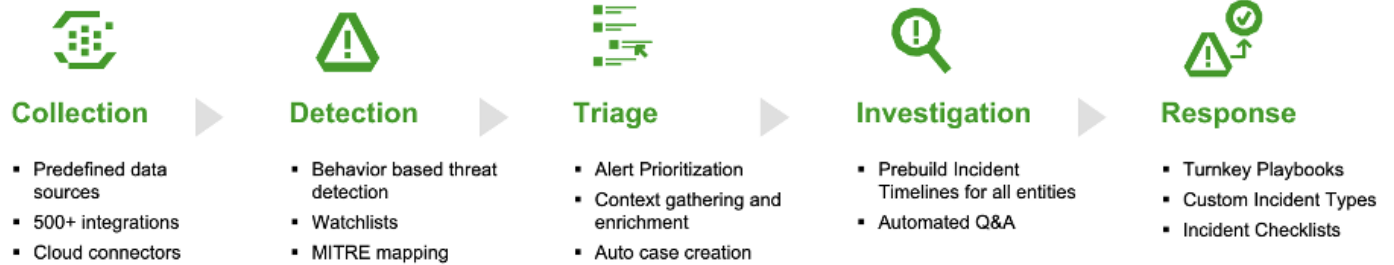 Collection
▪ Predefined data
sources
▪ 500+ integrations
▪ Cloud connectors
Detection
▪ Behavior based threat
detection
▪ Watchlists
▪ MITRE mapping
Triage
▪ Alert Prioritization
▪ Context gathering and
enrichment
▪ Auto case creation
Investigation
▪ Prebuild Incident
Timelines for all entities
▪ Automated Q&A
Response
▪ Turnkey Playbooks
▪ Custom Incident Types
▪ Incident Checklists